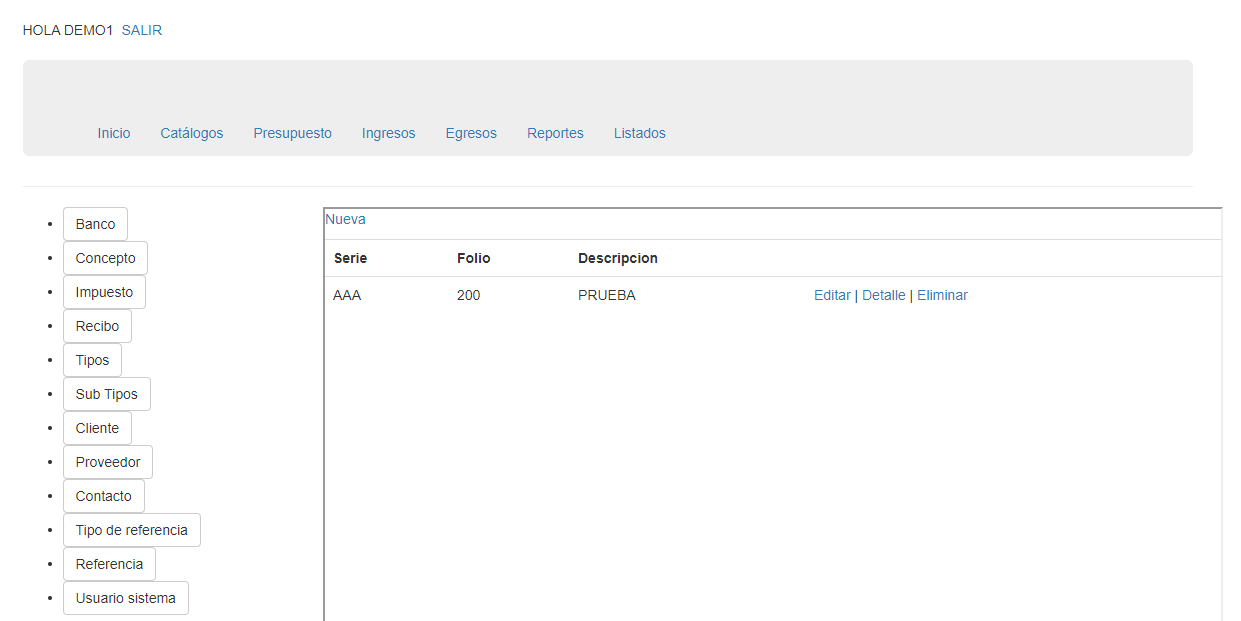 HOLA DEMO1 SALIR
Inicio Catálogos Presupuesto Ingresos Egresos Reportes Listados
Banco
Concepto
Impuesto
Recibo
Tipos
Sub Tipos
Cliente
Proveedor
Contacto
Tipo de referencia
Referencia
Usuario sistema
Nueva
Serie Folio Descripcion
AAA 200 PRUEBA Editar | Detalle | Eliminar